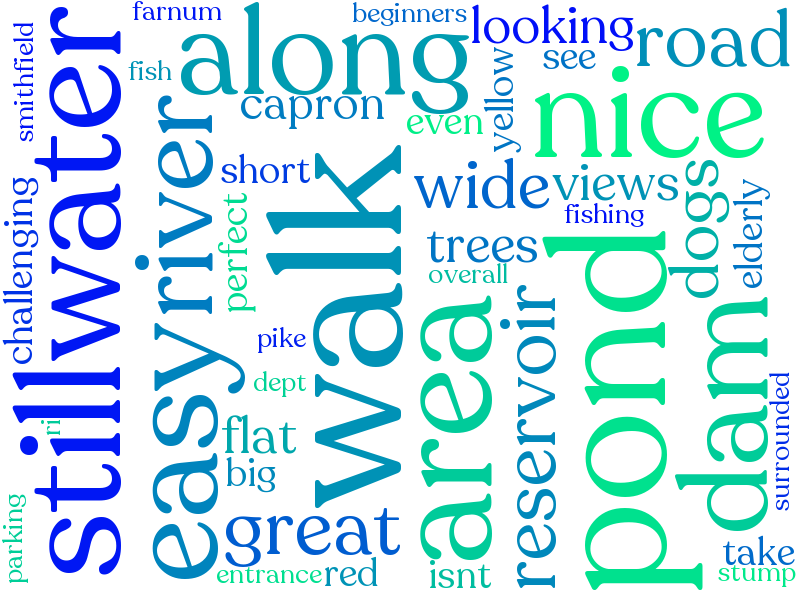 farnum
beginners
looking
road
smithfield
stillwater
fish
along
see
yellow
capron
even
nice
easy
river
short
walk
wide
views
dogs
elderly
challenging
perfect
fishing
trees
overall
pond
area
reservoir
dam
pike
dept
surrounded
ri
flat
big
great
parking
entrance
red
isnt
take
stump